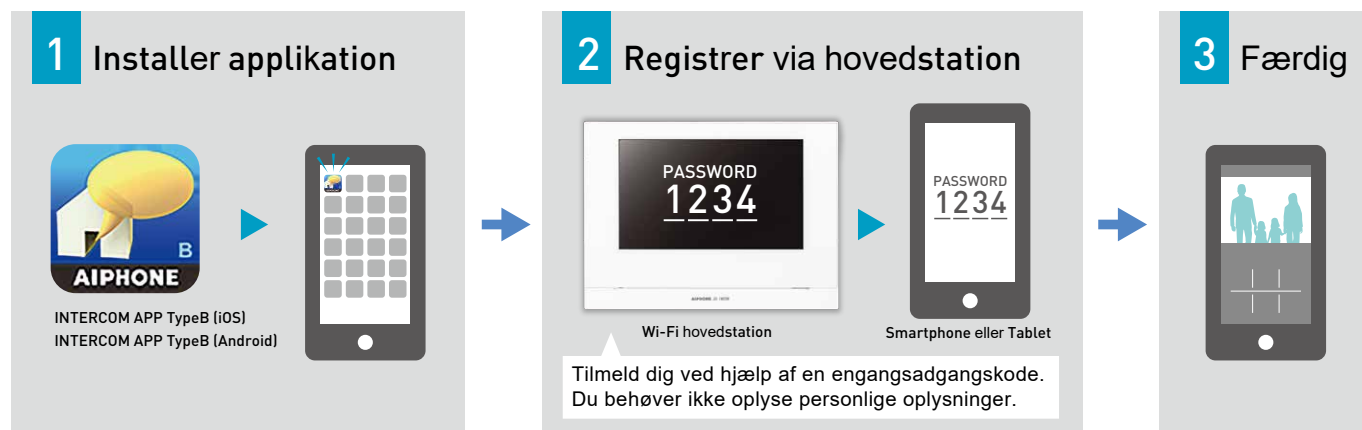 1 Installer applikation
B
AIPHONE
INTERCOM APP TypeB (iOS)
INTERCOM APP TypeB (Android)
2 Registrer via hovedstation
PASSWORD
1234
AIPHONE
Wi-Fi hovedstation
PASSWORD
1234
Smartphone eller Tablet
Tilmeld dig ved hjælp af en engangsadgangskode.
Du behøver ikke oplyse personlige oplysninger.
3 Færdig